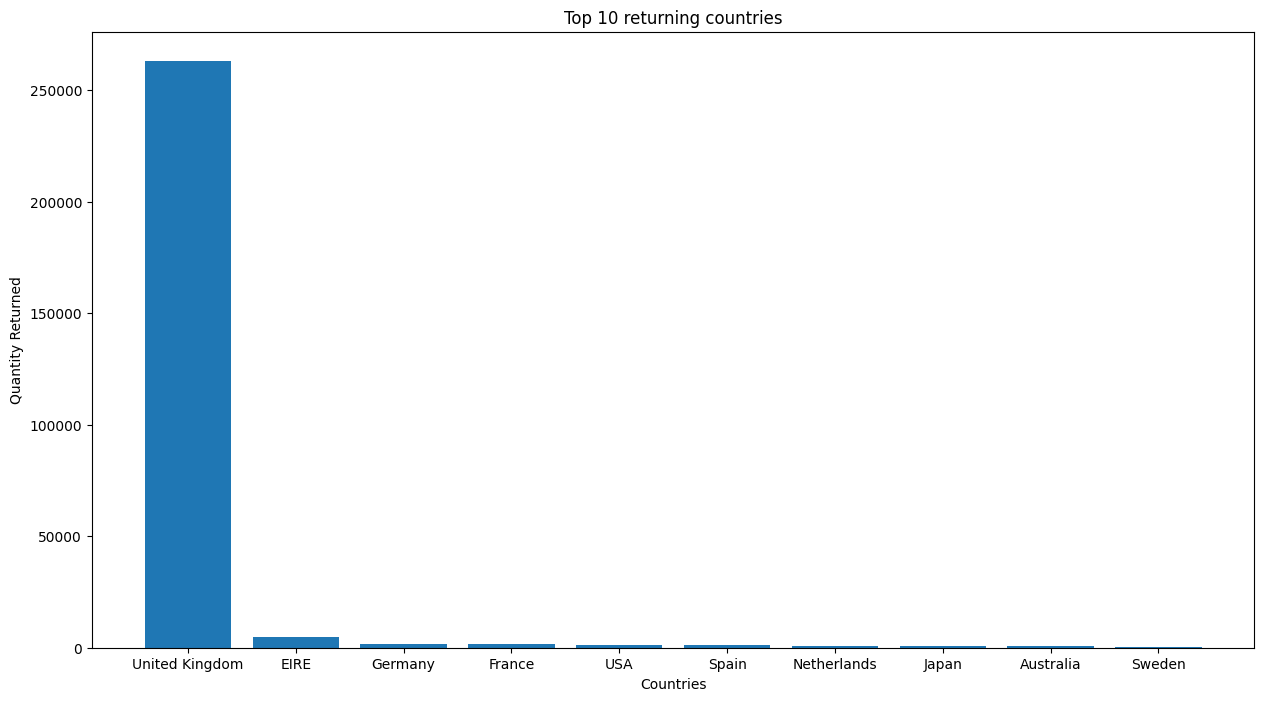 Top 10 returning countries
Quantity Returned
250000
200000
150000
100000
50000
0
United Kingdom EIRE Germany France USA Spain Netherlands Japan Australia Sweden
Countries